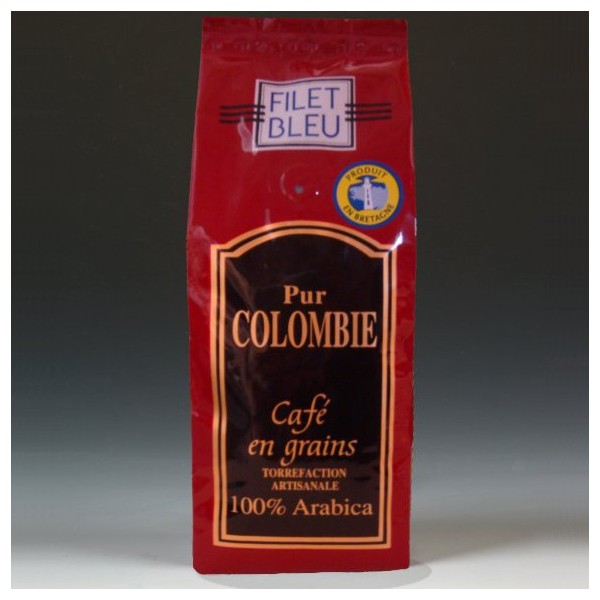 FILET
BLEU
PRODUIT
EN BRETAGNE
Pur
COLOMBIE
Café
en grains
TORREFACTION
ARTISANALE
100% Arabica